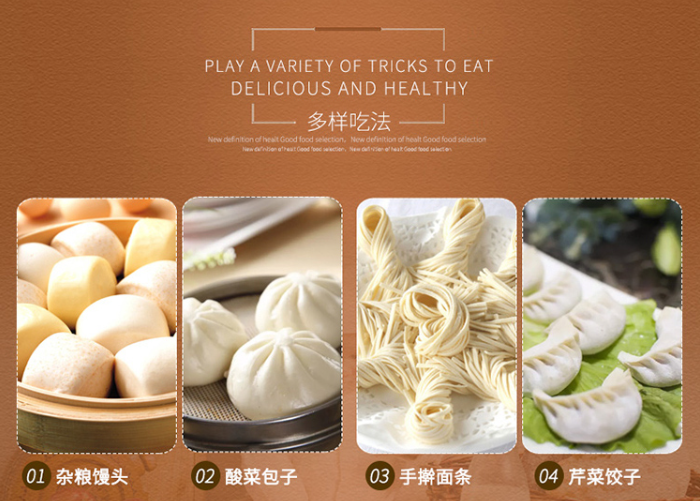 PLAY A VARIETY OF TRICKS TO EAT
DELICIOUS AND HEALTHY
多样吃法
New definition of healt Good food selection，New definition of healt Good food selection
New definition of healt Good food selection，New definition of healt Good food selection.
01 杂粮馒头
02 酸菜包子
03 手擀面条
04 芹菜饺子